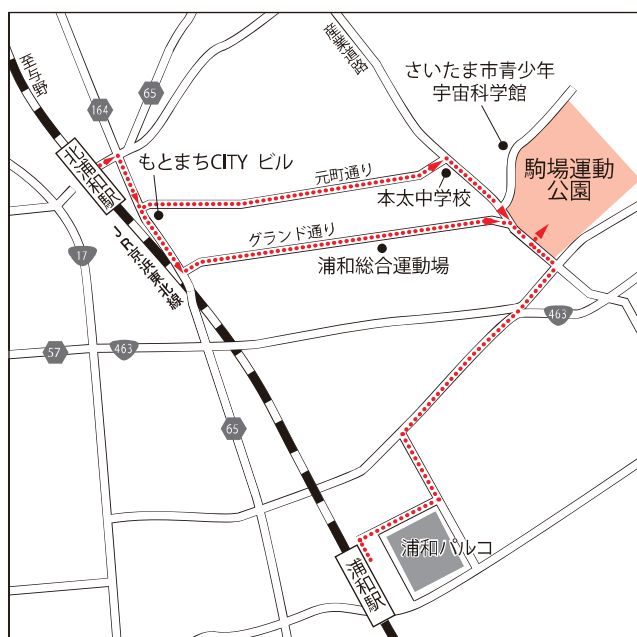 至与野
164
65
産業道路
さいたま市青少年
宇宙科学館
北浦和駅
もとまちCITY ビル
元町通り
本太中学校
駒場運動
公園
グランド通り
浦和総合運動場
17
JR京浜東北線
463
57
463
65
浦和パルコ
浦和駅